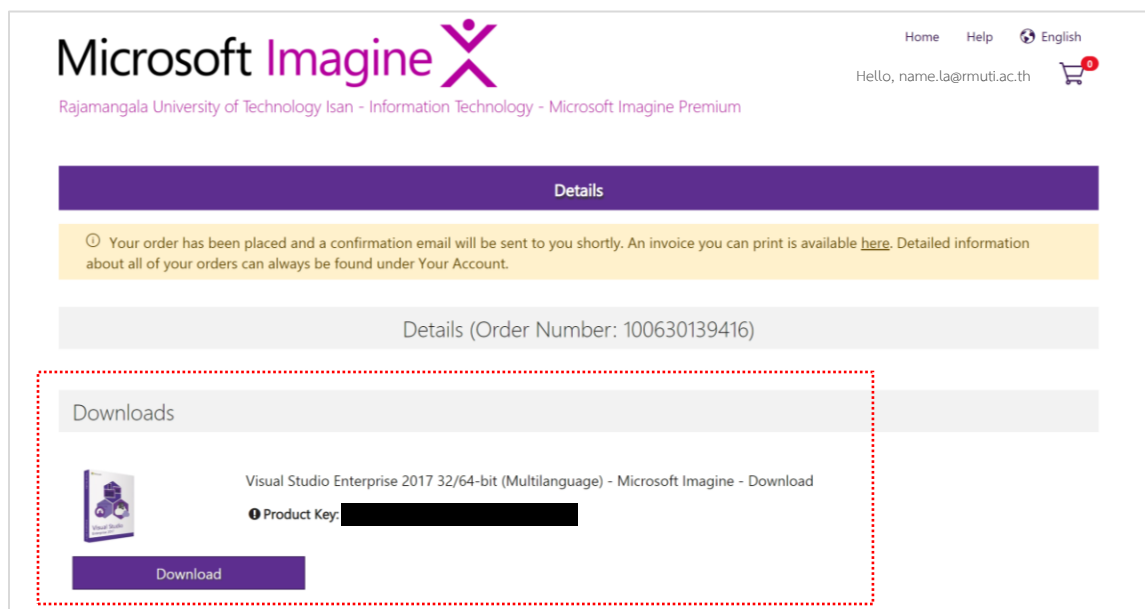 Microsoft Imagine
Home Help English
Hello, name.la@rmuti.ac.th 0
Rajamangala University of Technology Isan - Information Technology - Microsoft Imagine Premium
Details
Your order has been placed and a confirmation email will be sent to you shortly. An invoice you can print is available here. Detailed information
about all of your orders can always be found under Your Account.
Details (Order Number: 100630139416)
Downloads
Visual Studio Enterprise 2017 32/64-bit (Multilanguage) - Microsoft Imagine - Download
Product Key:
Visual Studio
Download